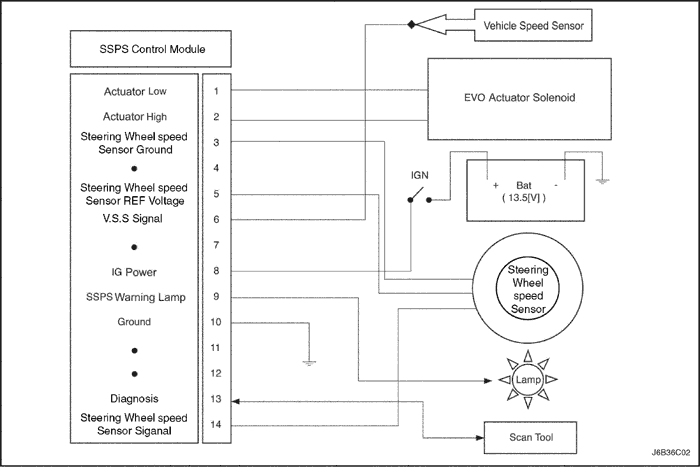 Vehicle Speed Sensor
SSPS Control Module
Actuator Low 1
Actuator High 2
EVO Actuator Solenoid
Steering Wheel speed
Sensor Ground 3
4
Steering Wheel speed
Sensor REF Voltage 5
V.S.S Signal 6
7
IG Power 8
SSPS Warning Lamp 9
Ground 10
11
12
Diagnosis 13
Steering Wheel speed
Sensor Siganal 14
IGN
+ Bat -
( 13.5[V] )
Steering
Wheel
speed
Sensor
Lamp
Scan Tool
J6B36C02